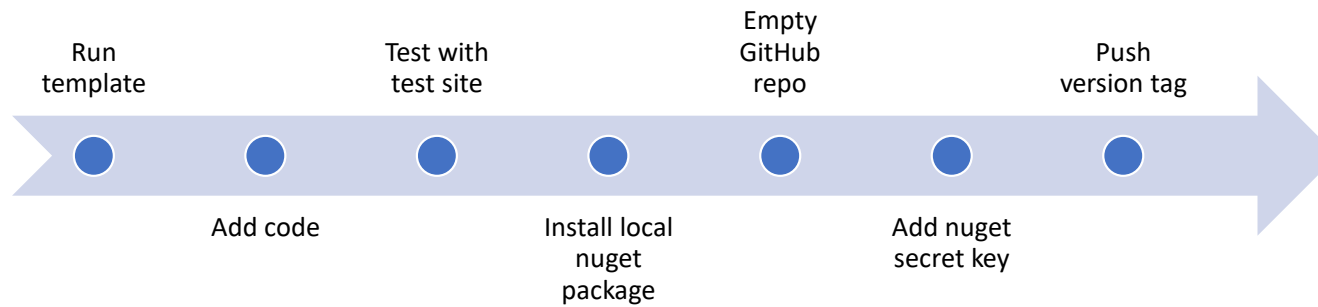 Run
template
Add code
Test with
test site
Install local
nuget
package
Empty
GitHub
repo
Add nuget
secret key
Push
version tag